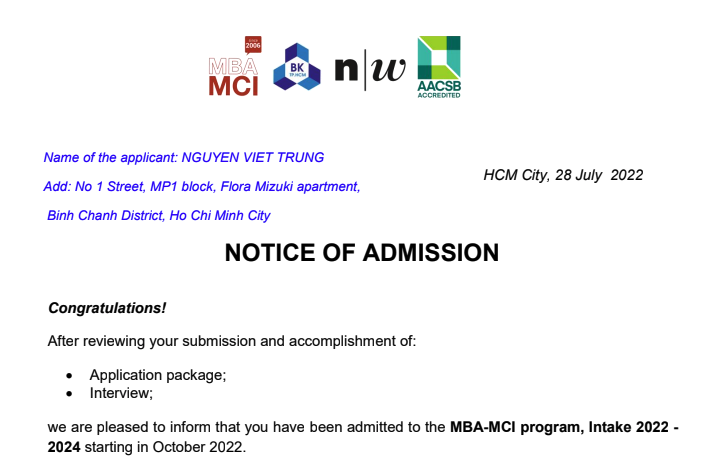 SINCE
2006
MBA
MCI
BK
TP.HCM
n|w
AACSB
ACCREDITED
Name of the applicant: NGUYEN VIET TRUNG
HCM City, 28 July  2022
Add: No 1 Street, MP1 block, Flora Mizuki apartment,
Binh Chanh District, Ho Chi Minh City
NOTICE OF ADMISSION
Congratulations!
After reviewing your submission and accomplishment of:
• Application package;
• Interview;
we are pleased to inform that you have been admitted to the MBA-MCI program, Intake 2022 -
2024 starting in October 2022.